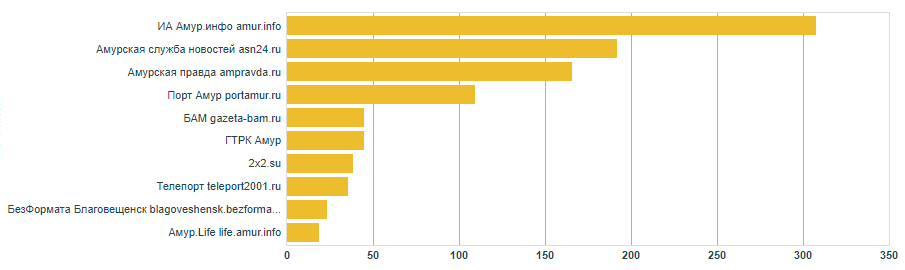 ИА Амур.инфо amur.info
Амурская служба новостей asn24.ru
Амурская правда ampravda.ru
Порт Амур portamur.ru
БАМ gazeta-bam.ru
ГТРК Амур
2x2.su
Телепорт teleport2001.ru
БезФормата Благовещенск blagoveshensk.bezforma...
Амур.Life life.amur.info
0 50 100 150 200 250 300 350